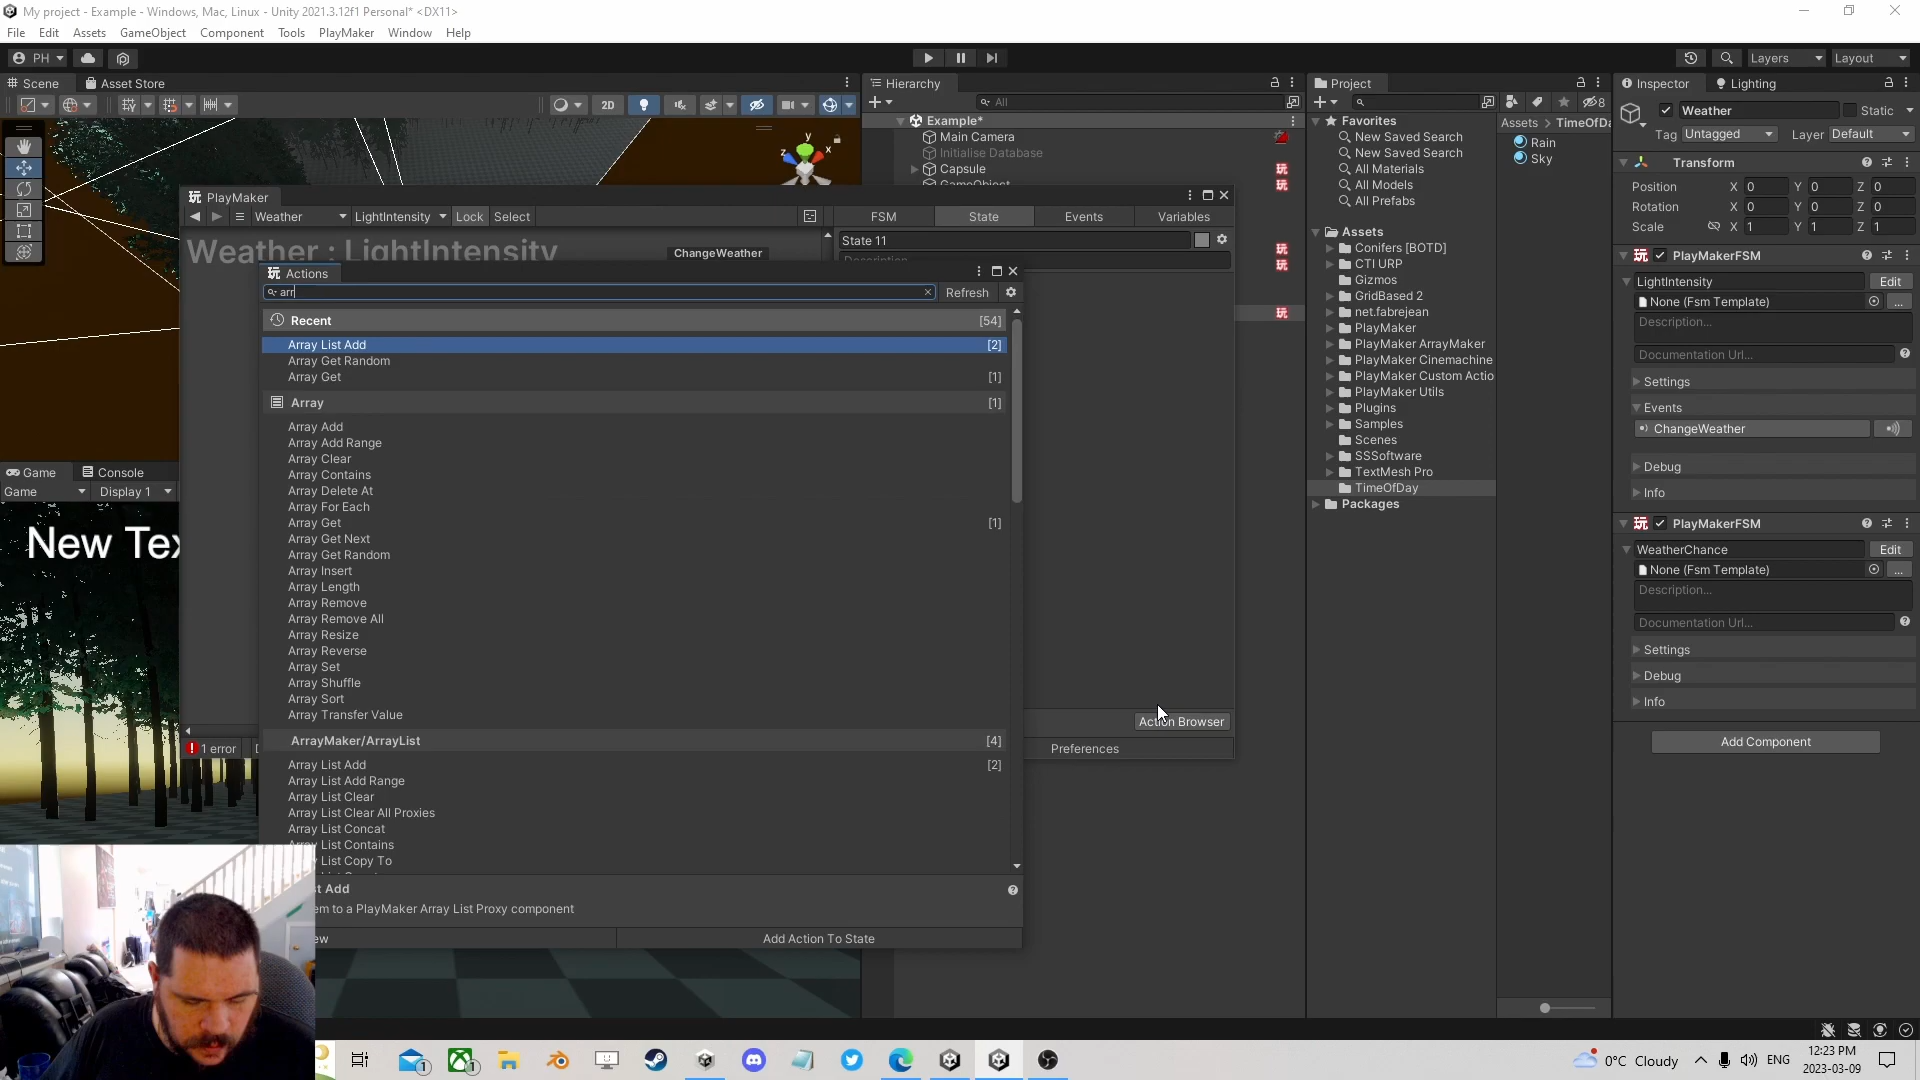 My project - Example - Windows, Mac, Linux - Unity 2021.3.12f1 Personal* <DX11>
File Edit Assets GameObject Component Tools PlayMaker Window Help
PH
Layers Layout
Scene Asset Store
2D
Hierarchy
All
Example*
Main Camera
Initialise Database
Capsule
Project
8
Favorites
New Saved Search
New Saved Search
All Materials
All Models
All Prefabs
Assets
Conifers [BOTD]
CTI URP
Gizmos
GridBased 2
net.fabrejean
PlayMaker
PlayMaker ArrayMaker
PlayMaker Cinemachine
PlayMaker Custom Actio
PlayMaker Utils
Plugins
Samples
Scenes
SSSoftware
TextMesh Pro
TimeOfDay
Packages
Assets > TimeOfDa
Rain
Sky
Inspector Lighting
Weather Static
Tag Untagged Layer Default
Transform
Position X 0 Y 0 Z 0
Rotation X 0 Y 0 Z 0
Scale X 1 Y 1 Z 1
PlayMakerFSM
LightIntensity Edit
None (Fsm Template) ...
Description...
Documentation Url...
Settings
Events
ChangeWeather
Debug
Info
PlayMakerFSM
WeatherChance Edit
None (Fsm Template) ...
Description...
Documentation Url...
Settings
Debug
Info
Add Component
y
x
z
PlayMaker
Weather LightIntensity Lock Select
FSM State Events Variables
Weather : LightIntensity
ChangeWeather
State 11
Action Browser
1 error
Preferences
Actions
arr
Refresh
Recent [54]
Array List Add [2]
Array Get Random
Array Get [1]
Array [1]
Array Add
Array Add Range
Array Clear
Array Contains
Array Delete At
Array For Each
Array Get [1]
Array Get Next
Array Get Random
Array Insert
Array Length
Array Remove
Array Remove All
Array Resize
Array Reverse
Array Set
Array Shuffle
Array Sort
Array Transfer Value
ArrayMaker/ArrayList [4]
Array List Add [2]
Array List Add Range
Array List Clear
Array List Clear All Proxies
Array List Concat
List Contains
List Copy To
Add
to a PlayMaker Array List Proxy component
Add Action To State
Game Console
Game Display 1
New Tex
1
1
0°C Cloudy
ENG
12:23 PM
2023-03-09